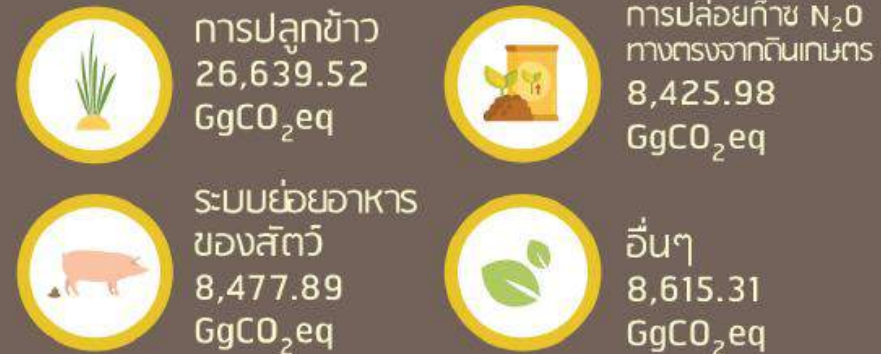 การปลูกข้าว
26,639.52
GgCO₂eq
การปล่อยก๊าซ N₂O
ทางตรงจากดินเกษตร
8,425.98
GgCO₂eq
ระบบย่อยอาหาร
ของสัตว์
8,477.89
GgCO₂eq
อื่นๆ
8,615.31
GgCO₂eq